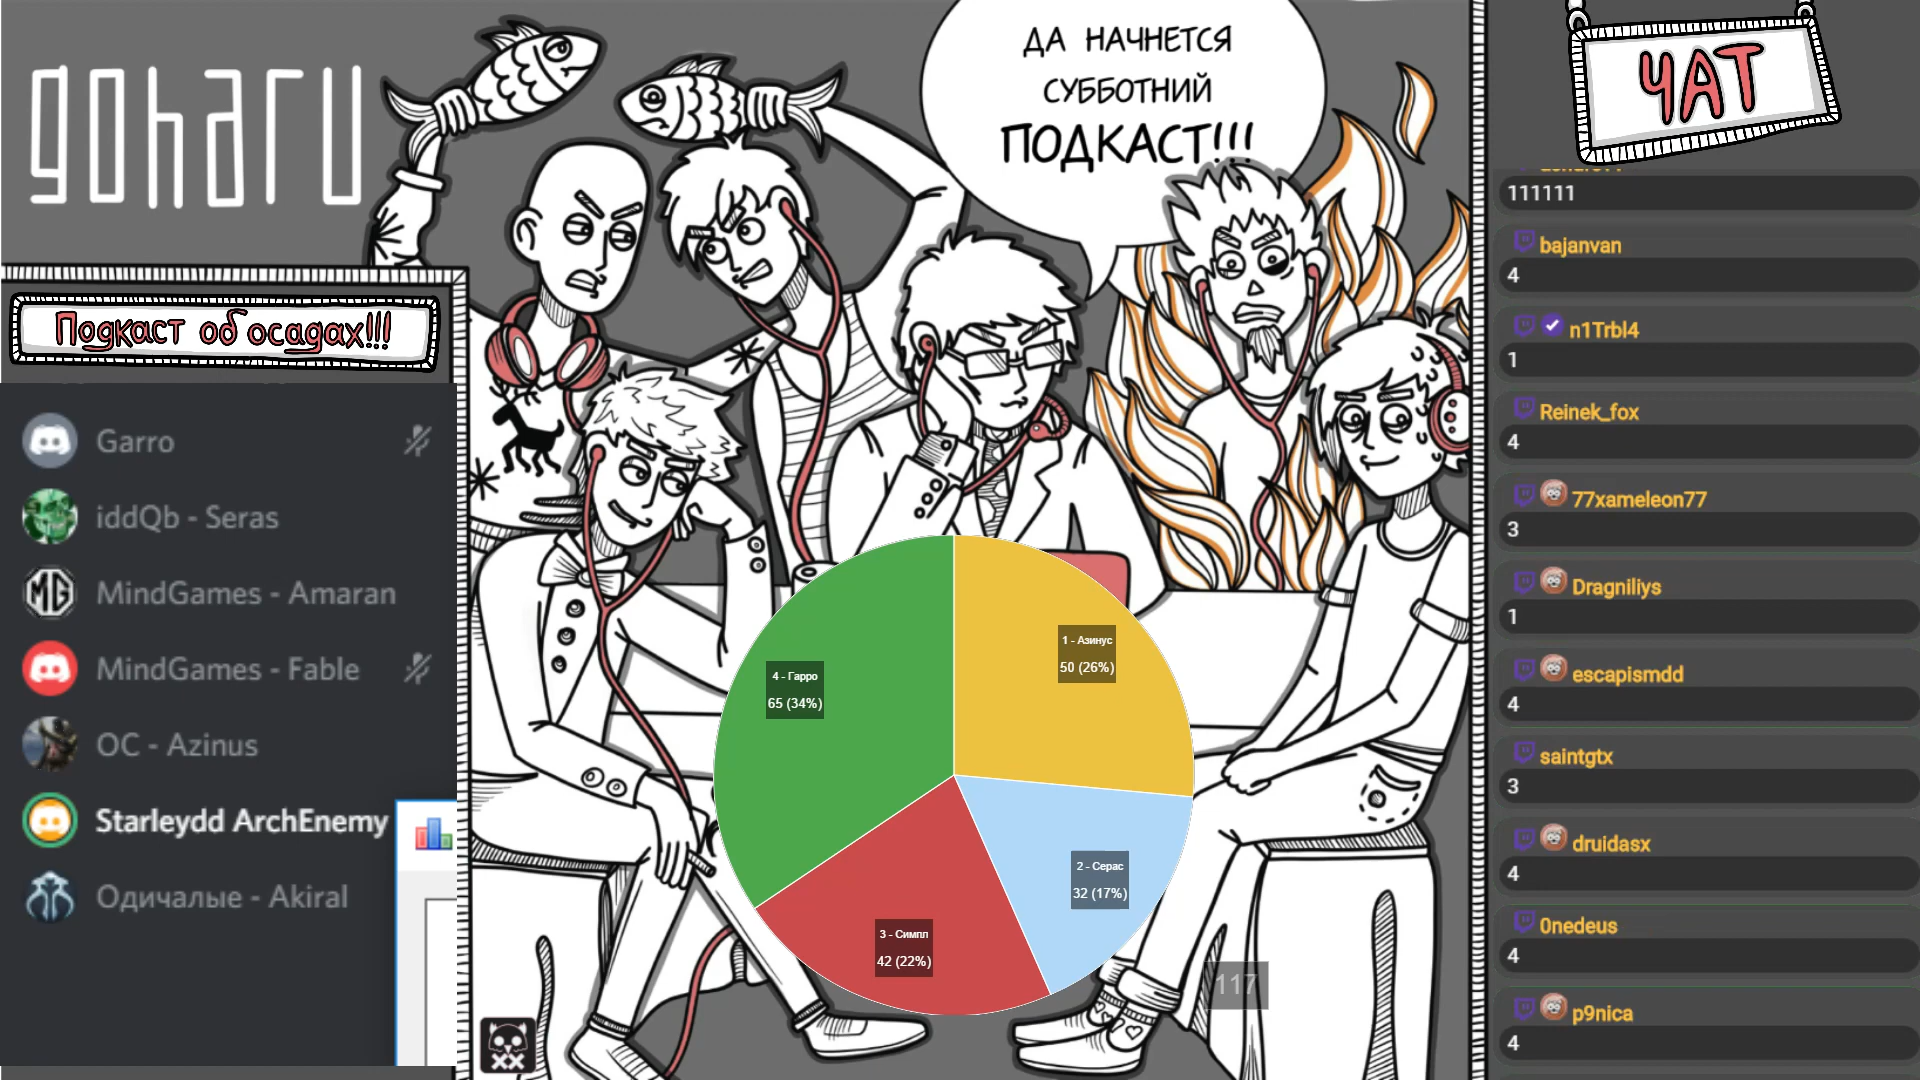 goharu
ДА НАЧНЕТСЯ
СУББОТНИЙ
ПОДКАСТ!!!
Подкаст об осадах!!!
Garro
iddQb - Seras
MindGames - Amaran
MG
MindGames - Fable
OC - Azinus
Starleydd ArchEnemy
Одичалые - Akiral
1 - Азинус
50 (26%)
4 - Гарро
65 (34%)
2 - Серас
32 (17%)
3 - Симпл
42 (22%)
117
ЧАТ
111111
bajanvan
4
n1Trbl4
1
Reinek_fox
4
77xameleon77
3
Dragniliys
1
escapismdd
4
saintgtx
3
druidasx
4
0nedeus
4
p9nica
4